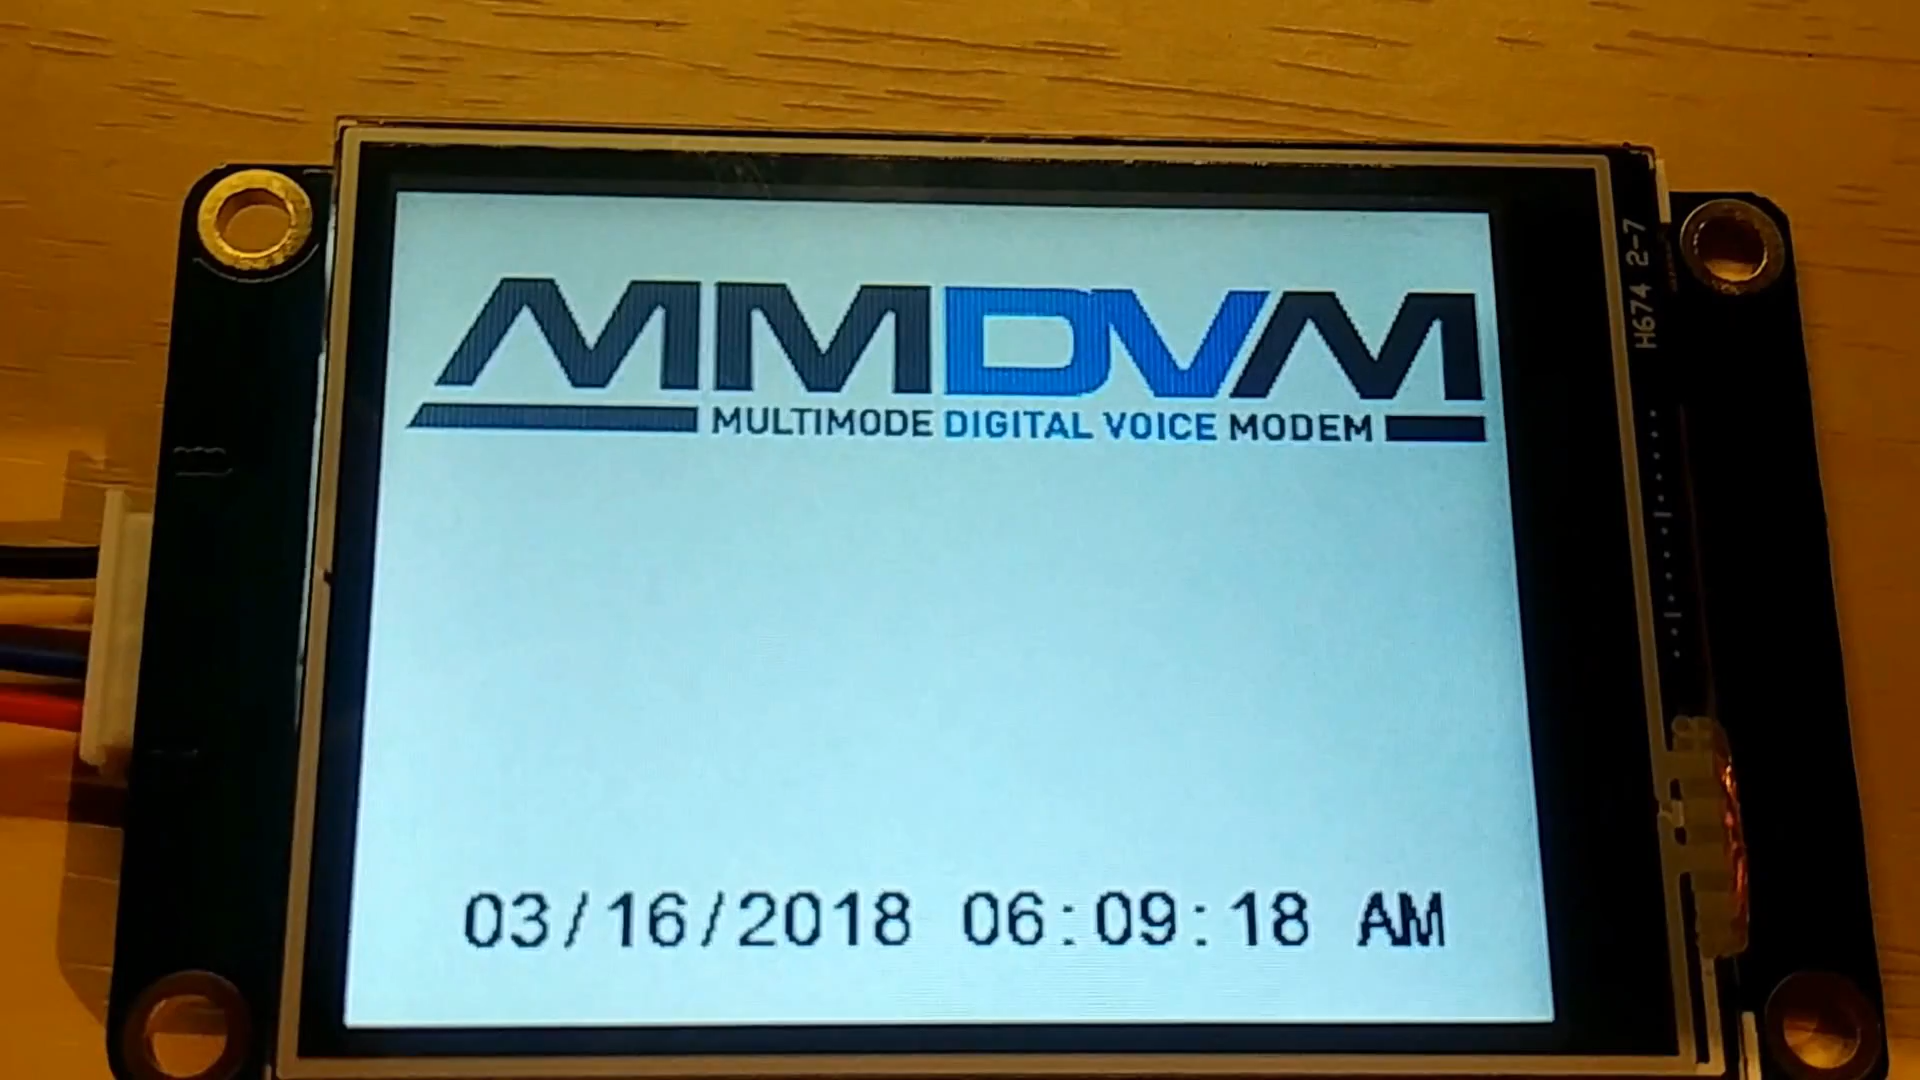 MMDVM
MULTIMODE DIGITAL VOICE MODEM
03/16/2018 06:09:18 AM
H674 2-7